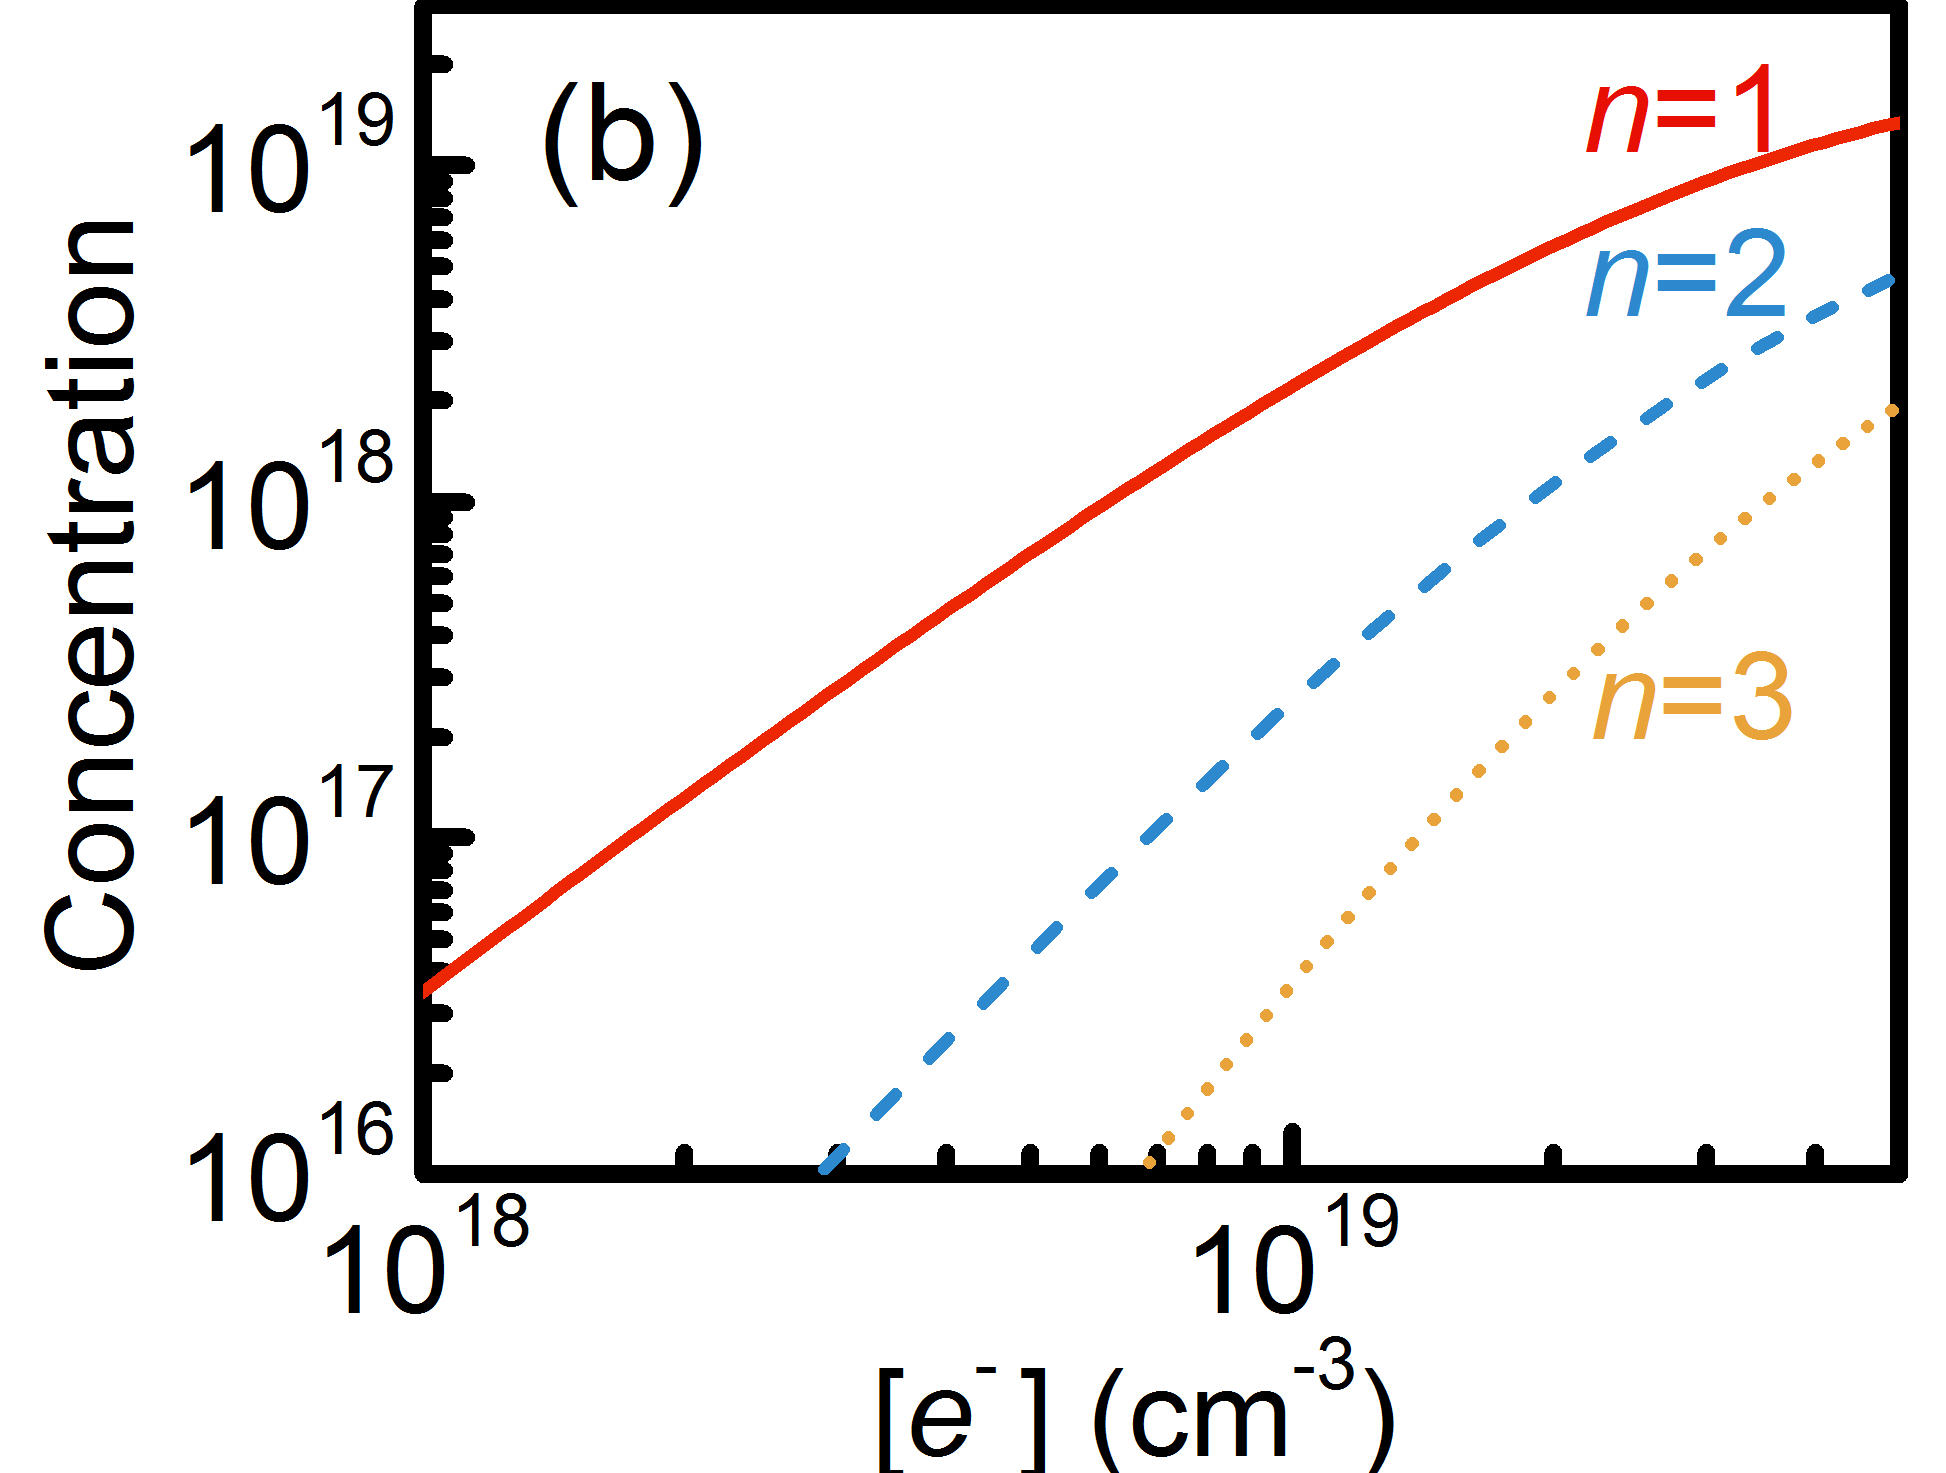 (b)
n=1
n=2
n=3
Concentration
10^19
10^18
10^17
10^16
10^18
10^19
[e^- ] (cm^-3)